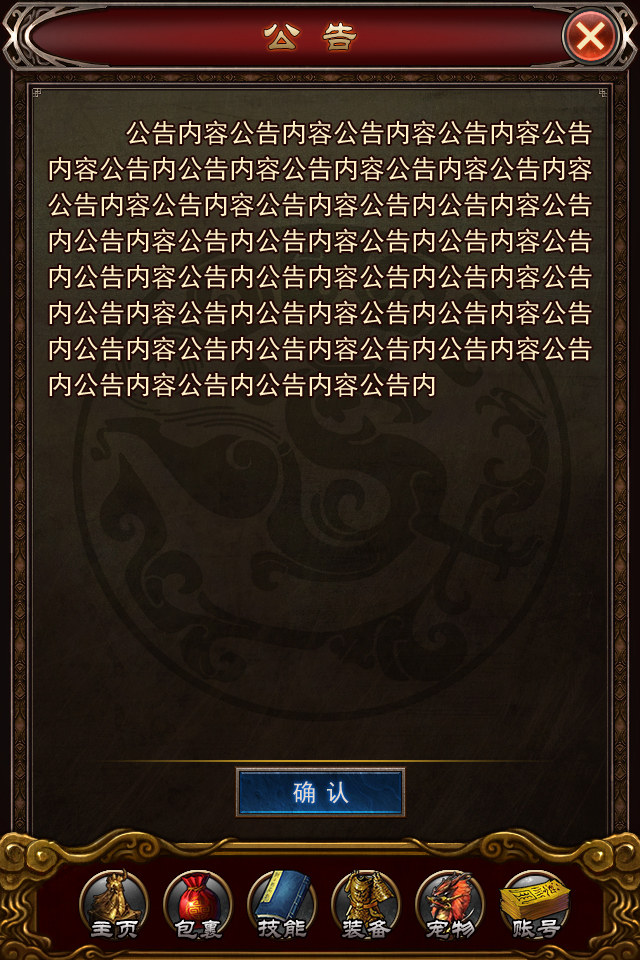 公告
公告内容公告内容公告内容公告内容公告
内容公告内公告内容公告内容公告内容公告内容
公告内容公告内容公告内容公告内公告内容公告
内公告内容公告内公告内容公告内公告内容公告
内公告内容公告内公告内容公告内公告内容公告
内公告内容公告内公告内容公告内公告内容公告
内公告内容公告内公告内容公告内公告内容公告
内公告内容公告内公告内容公告内
确认
主页 包裹 技能 装备 宠物 账号